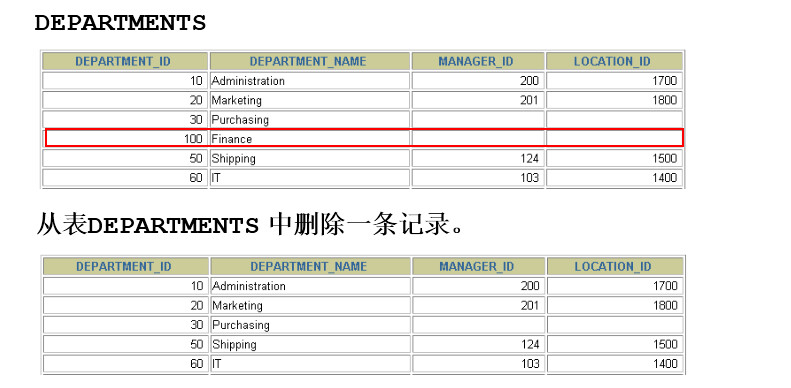 DEPARTMENTS
DEPARTMENT_ID DEPARTMENT_NAME MANAGER_ID LOCATION_ID
10 Administration 200 1700
20 Marketing 201 1800
30 Purchasing
100 Finance
50 Shipping 124 1500
60 IT 103 1400
从表DEPARTMENTS 中删除一条记录。
DEPARTMENT_ID DEPARTMENT_NAME MANAGER_ID LOCATION_ID
10 Administration 200 1700
20 Marketing 201 1800
30 Purchasing
50 Shipping 124 1500
60 IT 103 1400